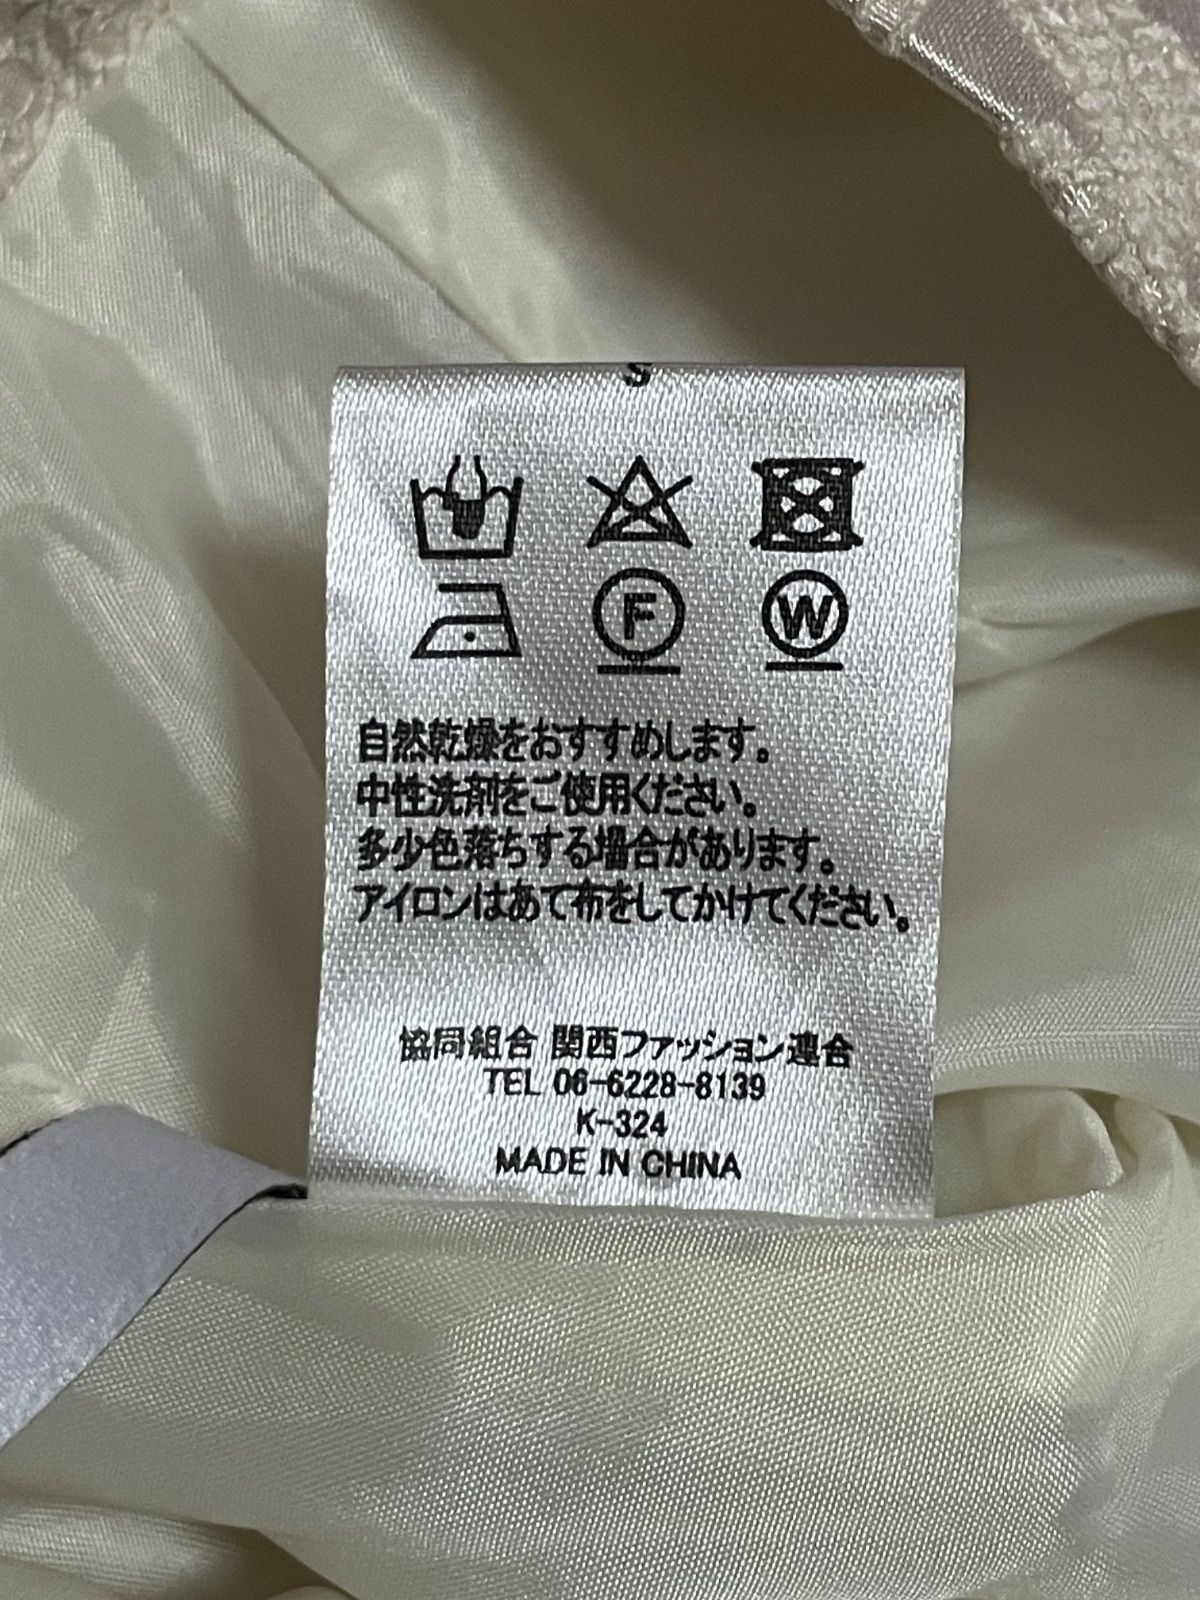 S
F
W
自然乾燥をおすすめします。
中性洗剤をご使用ください。
多少色落ちする場合があります。
アイロンはあて布をしてかけてください。
協同組合 関西ファッション連合
TEL 06-6228-8139
K-324
MADE IN CHINA